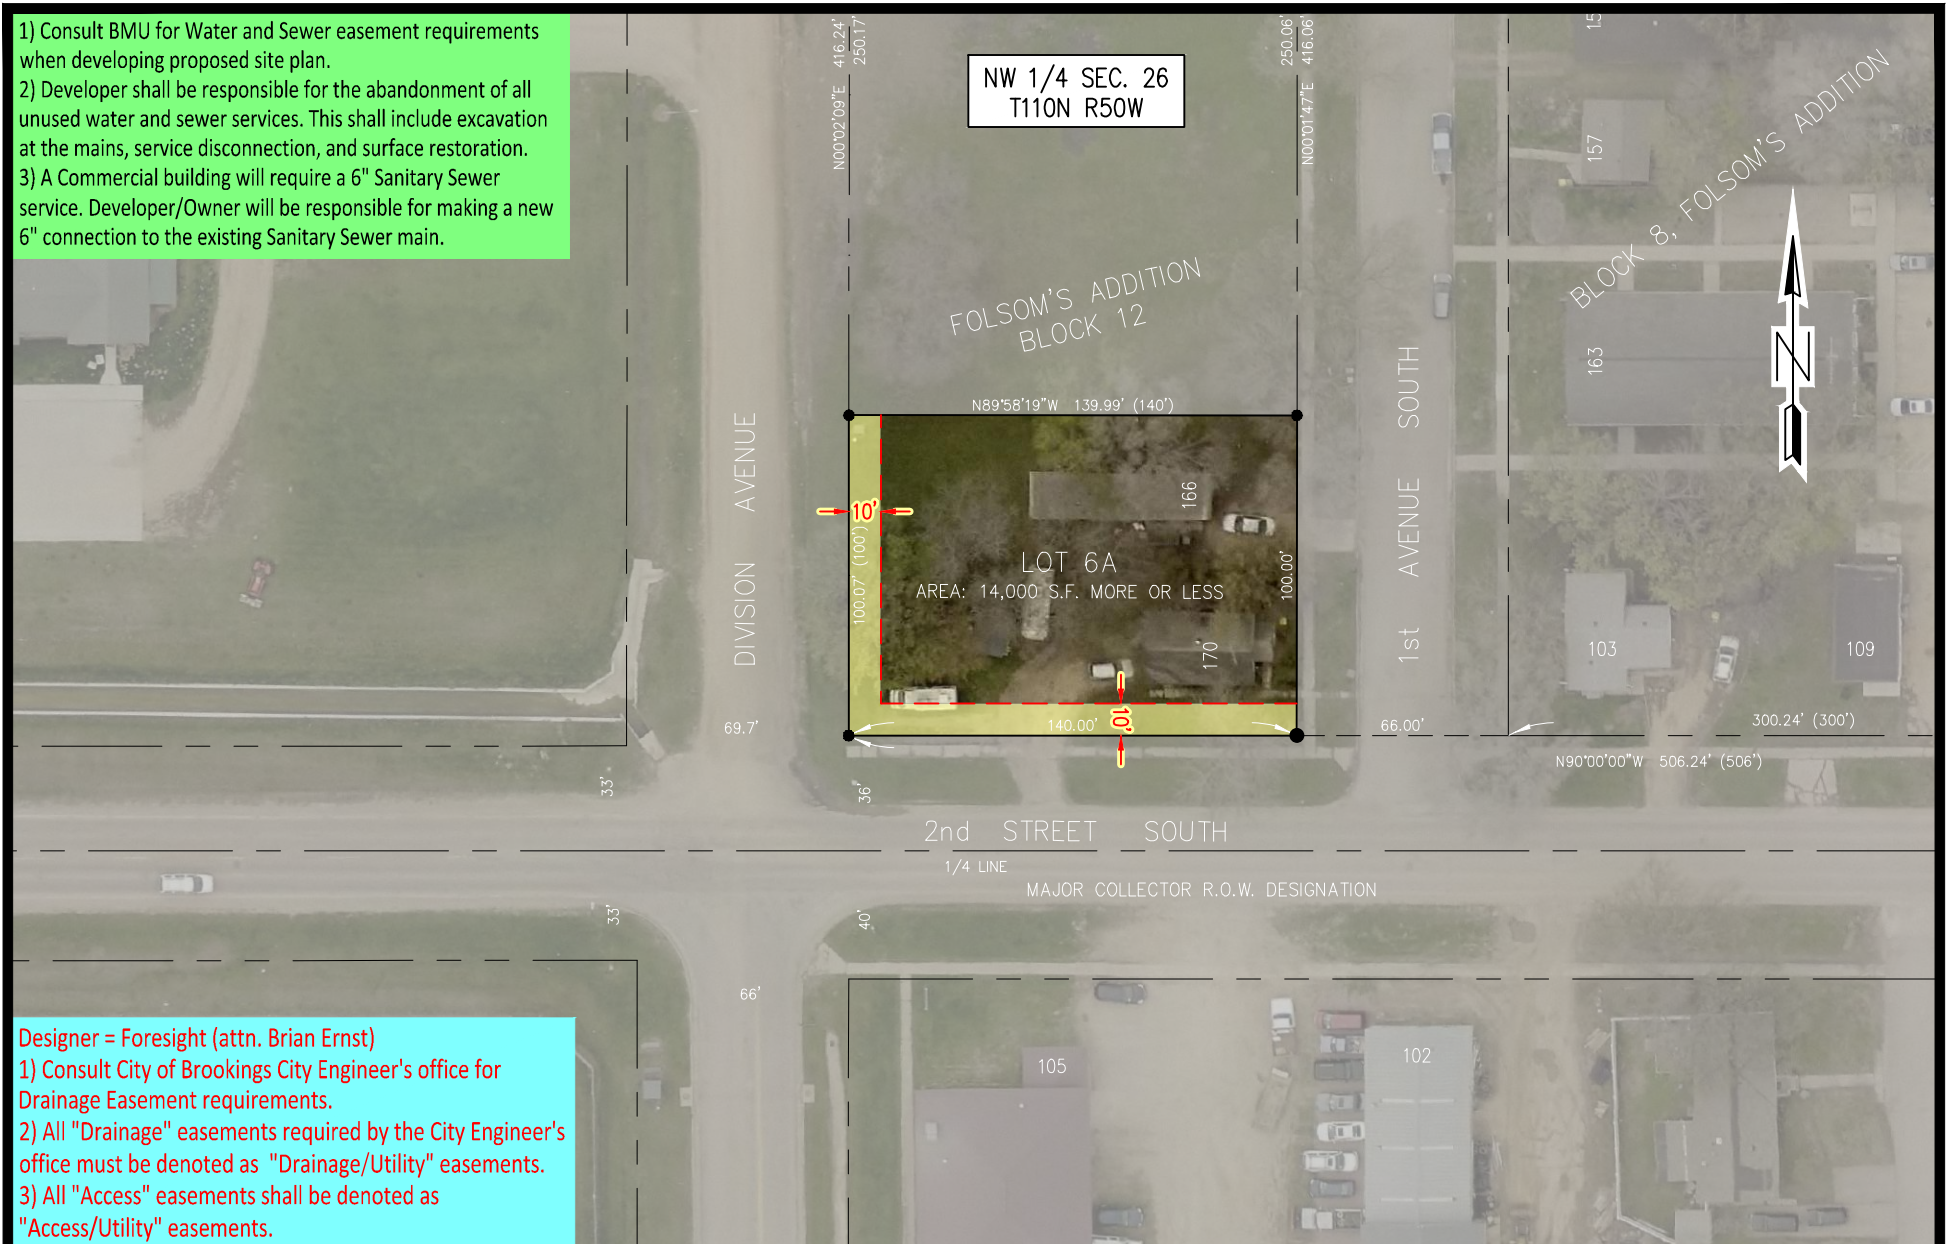 1) Consult BMU for Water and Sewer easement requirements
when developing proposed site plan.
2) Developer shall be responsible for the abandonment of all
unused water and sewer services. This shall include excavation
at the mains, service disconnection, and surface restoration.
3) A Commercial building will require a 6" Sanitary Sewer
service. Developer/Owner will be responsible for making a new
6" connection to the existing Sanitary Sewer main.
N00°02'09"E 416.24'
250.17'
NW 1/4 SEC. 26
T110N R50W
250.06'
N00°01'47"E 416.06'
15
157
BLOCK 8, FOLSOM'S ADDITION
FOLSOM'S ADDITION
BLOCK 12
163
N
N89°58'19"W 139.99' (140')
DIVISION AVENUE
1st AVENUE SOUTH
10'
100.07' (100')
166
LOT 6A
AREA: 14,000 S.F. MORE OR LESS
100.00'
170
103
109
69.7'
140.00'
10'
66.00'
300.24' (300')
N90°00'00"W 506.24' (506')
33'
36'
2nd STREET SOUTH
1/4 LINE
MAJOR COLLECTOR R.O.W. DESIGNATION
33'
40'
66'
105
102
Designer = Foresight (attn. Brian Ernst)
1) Consult City of Brookings City Engineer's office for
Drainage Easement requirements.
2) All "Drainage" easements required by the City Engineer's
office must be denoted as "Drainage/Utility" easements.
3) All "Access" easements shall be denoted as
"Access/Utility" easements.